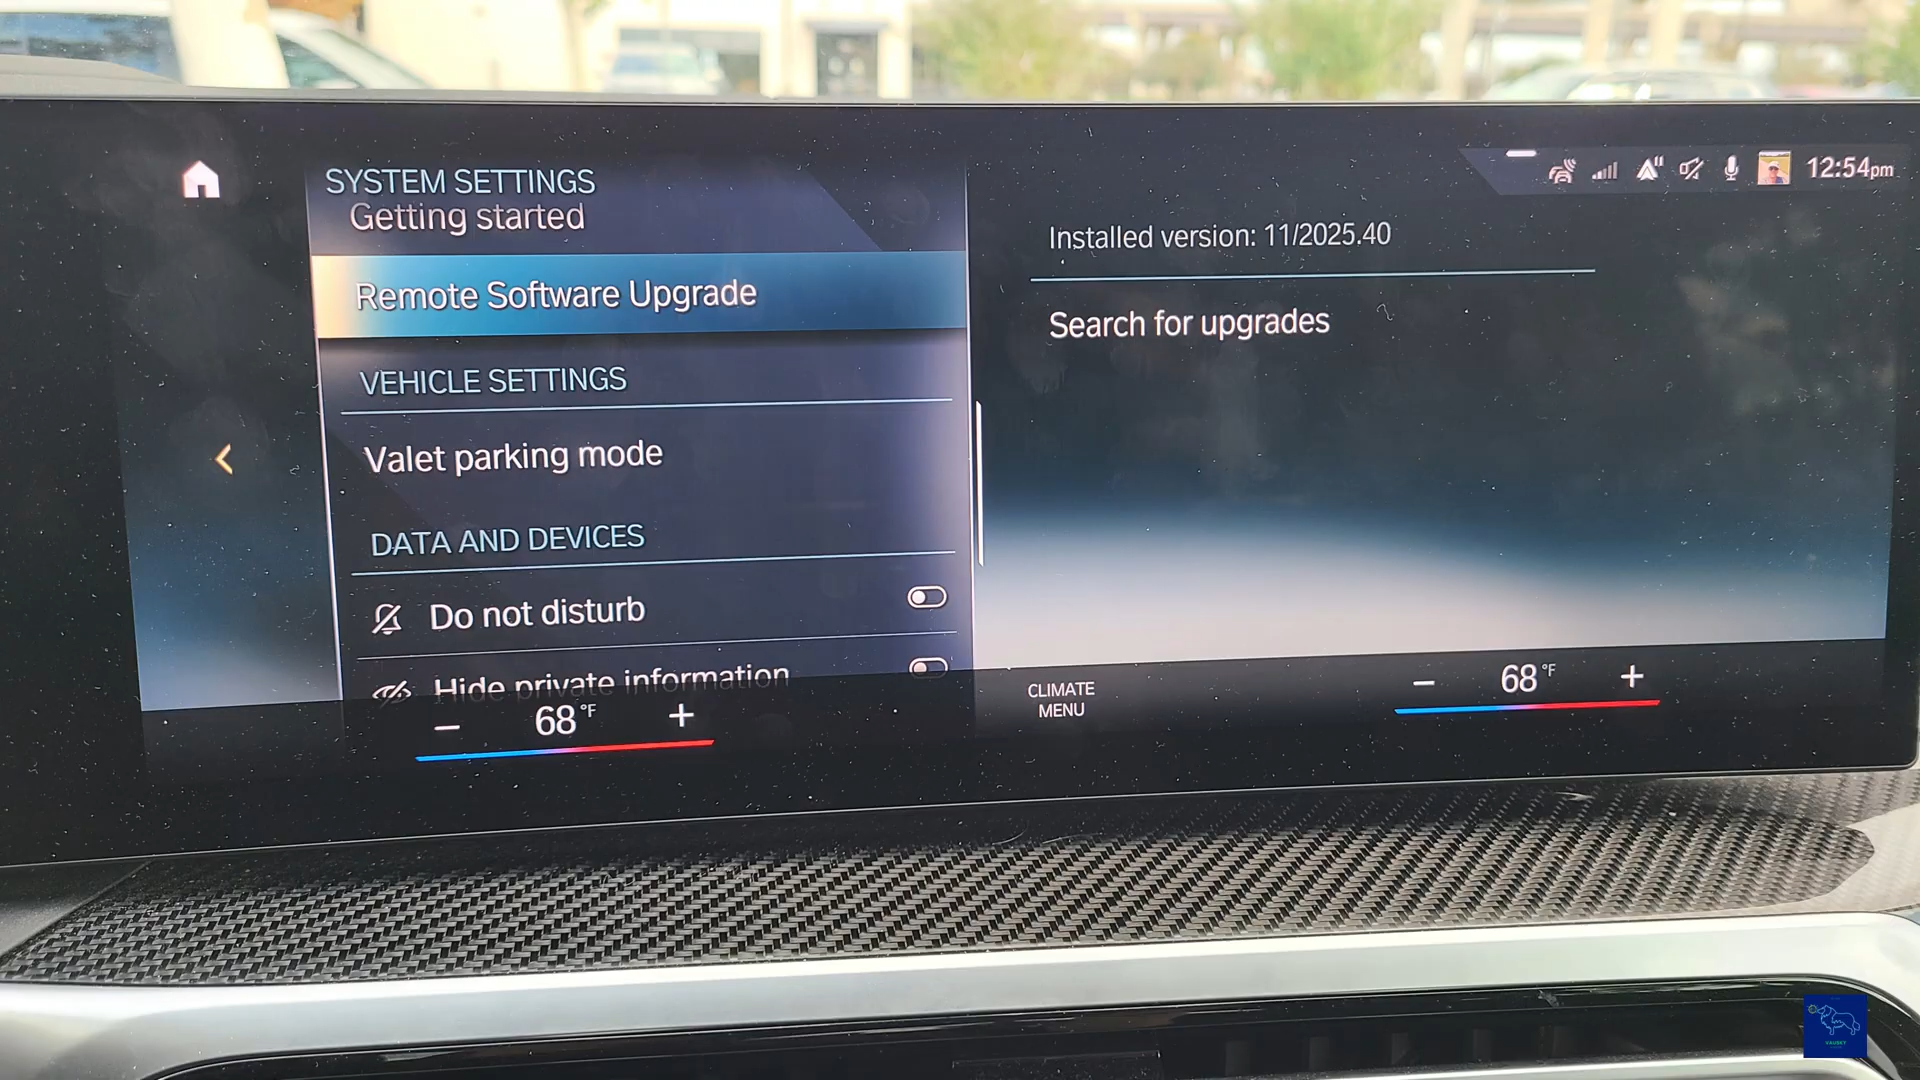 SYSTEM SETTINGS
12:54pm
Getting started
Installed version: 11/2025.40
Remote Software Upgrade
Search for upgrades
VEHICLE SETTINGS
Valet parking mode
DATA AND DEVICES
Do not disturb
Hide private information
68°F
CLIMATE
MENU
68°F
VAUSKY